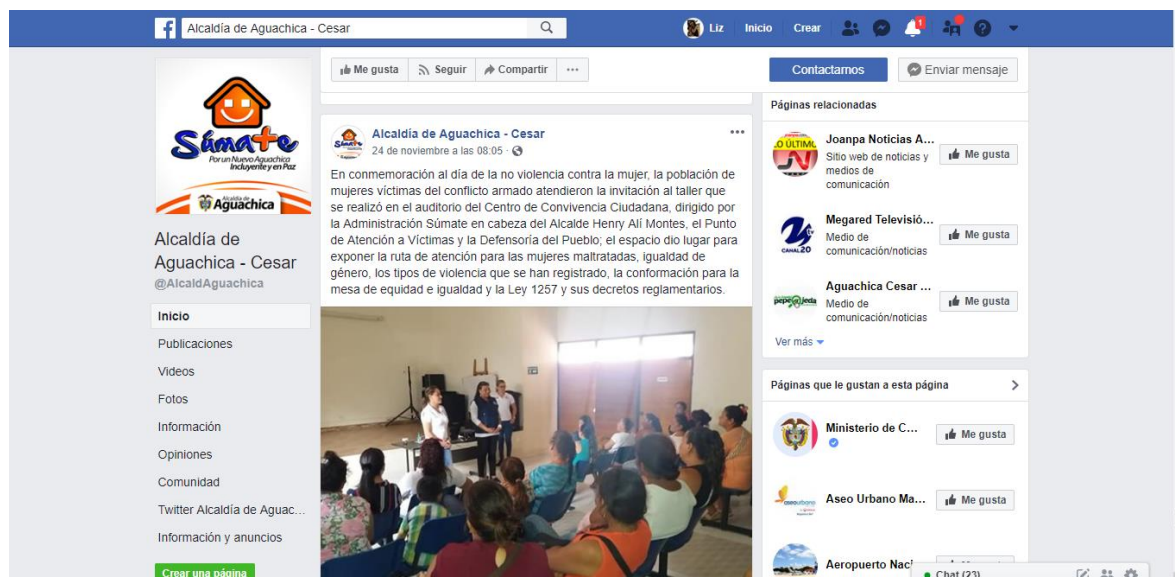 Alcaldía de Aguachica - Cesar
Liz
Inicio
Crear
1
Me gusta
Seguir
Compartir
Contactarnos
Enviar mensaje
Súmate
Por un Nuevo Aguachica
Incluyente y en Paz
Alcaldía de
Aguachica
Alcaldía de
Aguachica - Cesar
@AlcaldAguachica
Inicio
Publicaciones
Videos
Fotos
Información
Opiniones
Comunidad
Twitter Alcaldía de Aguac...
Información y anuncios
Crear una página
Alcaldía de Aguachica - Cesar
24 de noviembre a las 08:05 ·
En conmemoración al día de la no violencia contra la mujer, la población de
mujeres víctimas del conflicto armado atendieron la invitación al taller que
se realizó en el auditorio del Centro de Convivencia Ciudadana, dirigido por
la Administración Súmate en cabeza del Alcalde Henry Alí Montes, el Punto
de Atención a Víctimas y la Defensoría del Pueblo; el espacio dio lugar para
exponer la ruta de atención para las mujeres maltratadas, igualdad de
género, los tipos de violencia que se han registrado, la conformación para la
mesa de equidad e igualdad y la Ley 1257 y sus decretos reglamentarios.
Páginas relacionadas
LO ÚLTIMO
Joanpa Noticias A...
Sitio web de noticias y
medios de
comunicación
Me gusta
CANAL20
Megared Televisió...
Medio de
comunicación/noticias
Me gusta
pepe ojeda
Aguachica Cesar ...
Medio de
comunicación/noticias
Me gusta
Ver más
Páginas que le gustan a esta página
Ministerio de C...
Me gusta
aseourbano
Aseo Urbano Ma...
Me gusta
Aeropuerto Naci
Chat (23)